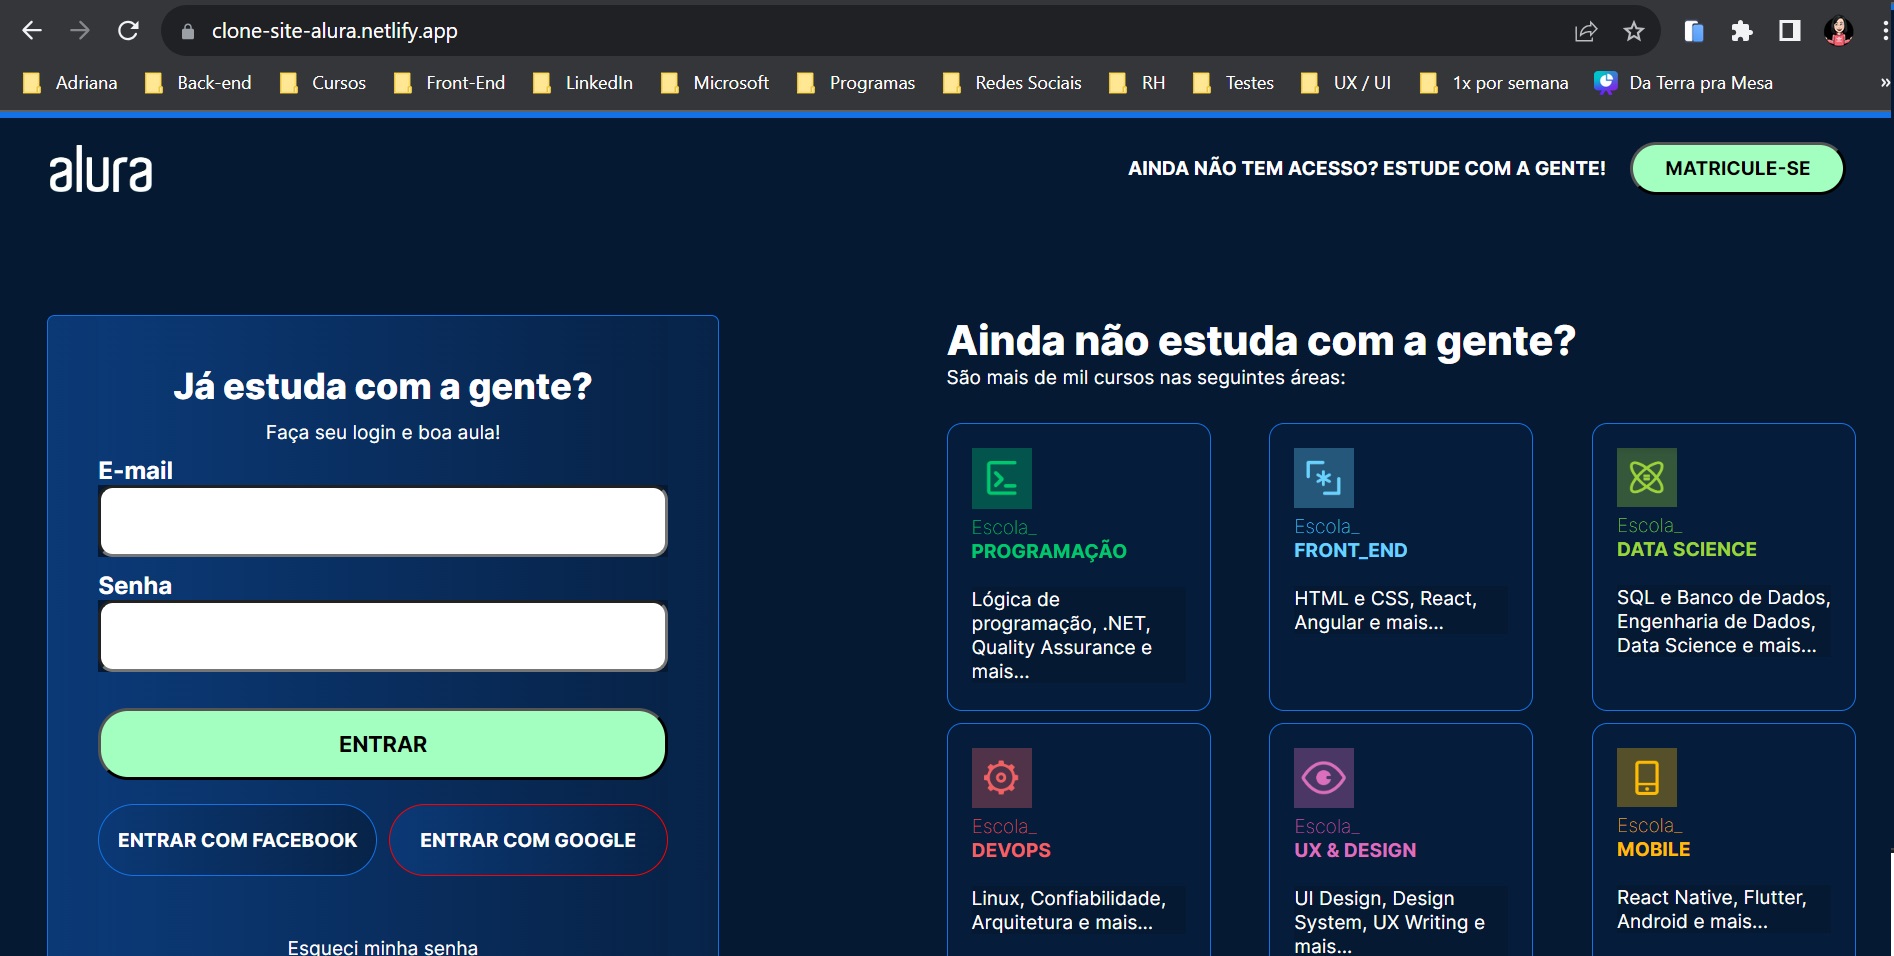 clone-site-alura.netlify.app
Adriana Back-end Cursos Front-End LinkedIn Microsoft Programas Redes Sociais RH Testes UX / UI 1x por semana Da Terra pra Mesa »
alura
AINDA NÃO TEM ACESSO? ESTUDE COM A GENTE! MATRICULE-SE
Já estuda com a gente?
Faça seu login e boa aula!
E-mail
Senha
ENTRAR
ENTRAR COM FACEBOOK ENTRAR COM GOOGLE
Esqueci minha senha
Ainda não estuda com a gente?
São mais de mil cursos nas seguintes áreas:
Escola_
PROGRAMAÇÃO
Lógica de
programação, .NET,
Quality Assurance e
mais...
Escola_
FRONT_END
HTML e CSS, React,
Angular e mais...
Escola_
DATA SCIENCE
SQL e Banco de Dados,
Engenharia de Dados,
Data Science e mais...
Escola_
DEVOPS
Linux, Confiabilidade,
Arquitetura e mais...
Escola_
UX & DESIGN
UI Design, Design
System, UX Writing e
mais...
Escola_
MOBILE
React Native, Flutter,
Android e mais...